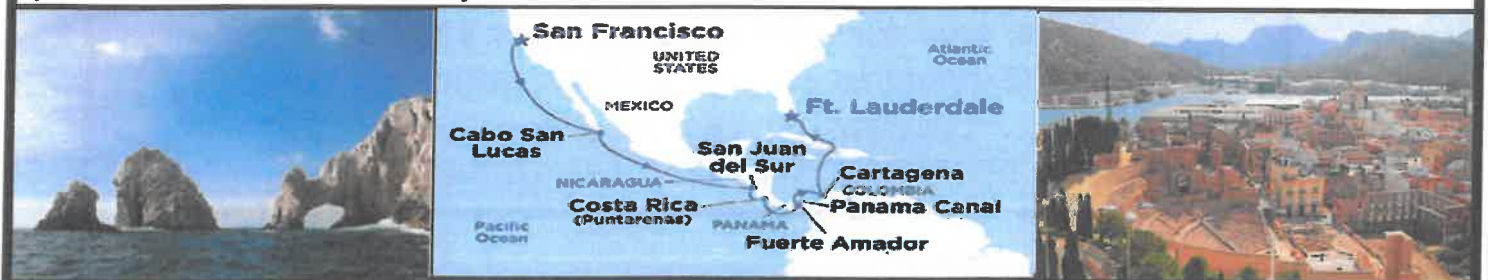 San Francisco
UNITED
STATES
Atlantic
Ocean
MEXICO
Ft. Lauderdale
Cabo San
Lucas
San Juan
del Sur
Cartagena
NICARAGUA
COLOMBIA
Costa Rica
(Puntarenas)
Panama Canal
PANAMA
Pacific
Ocean
Fuerte Amador